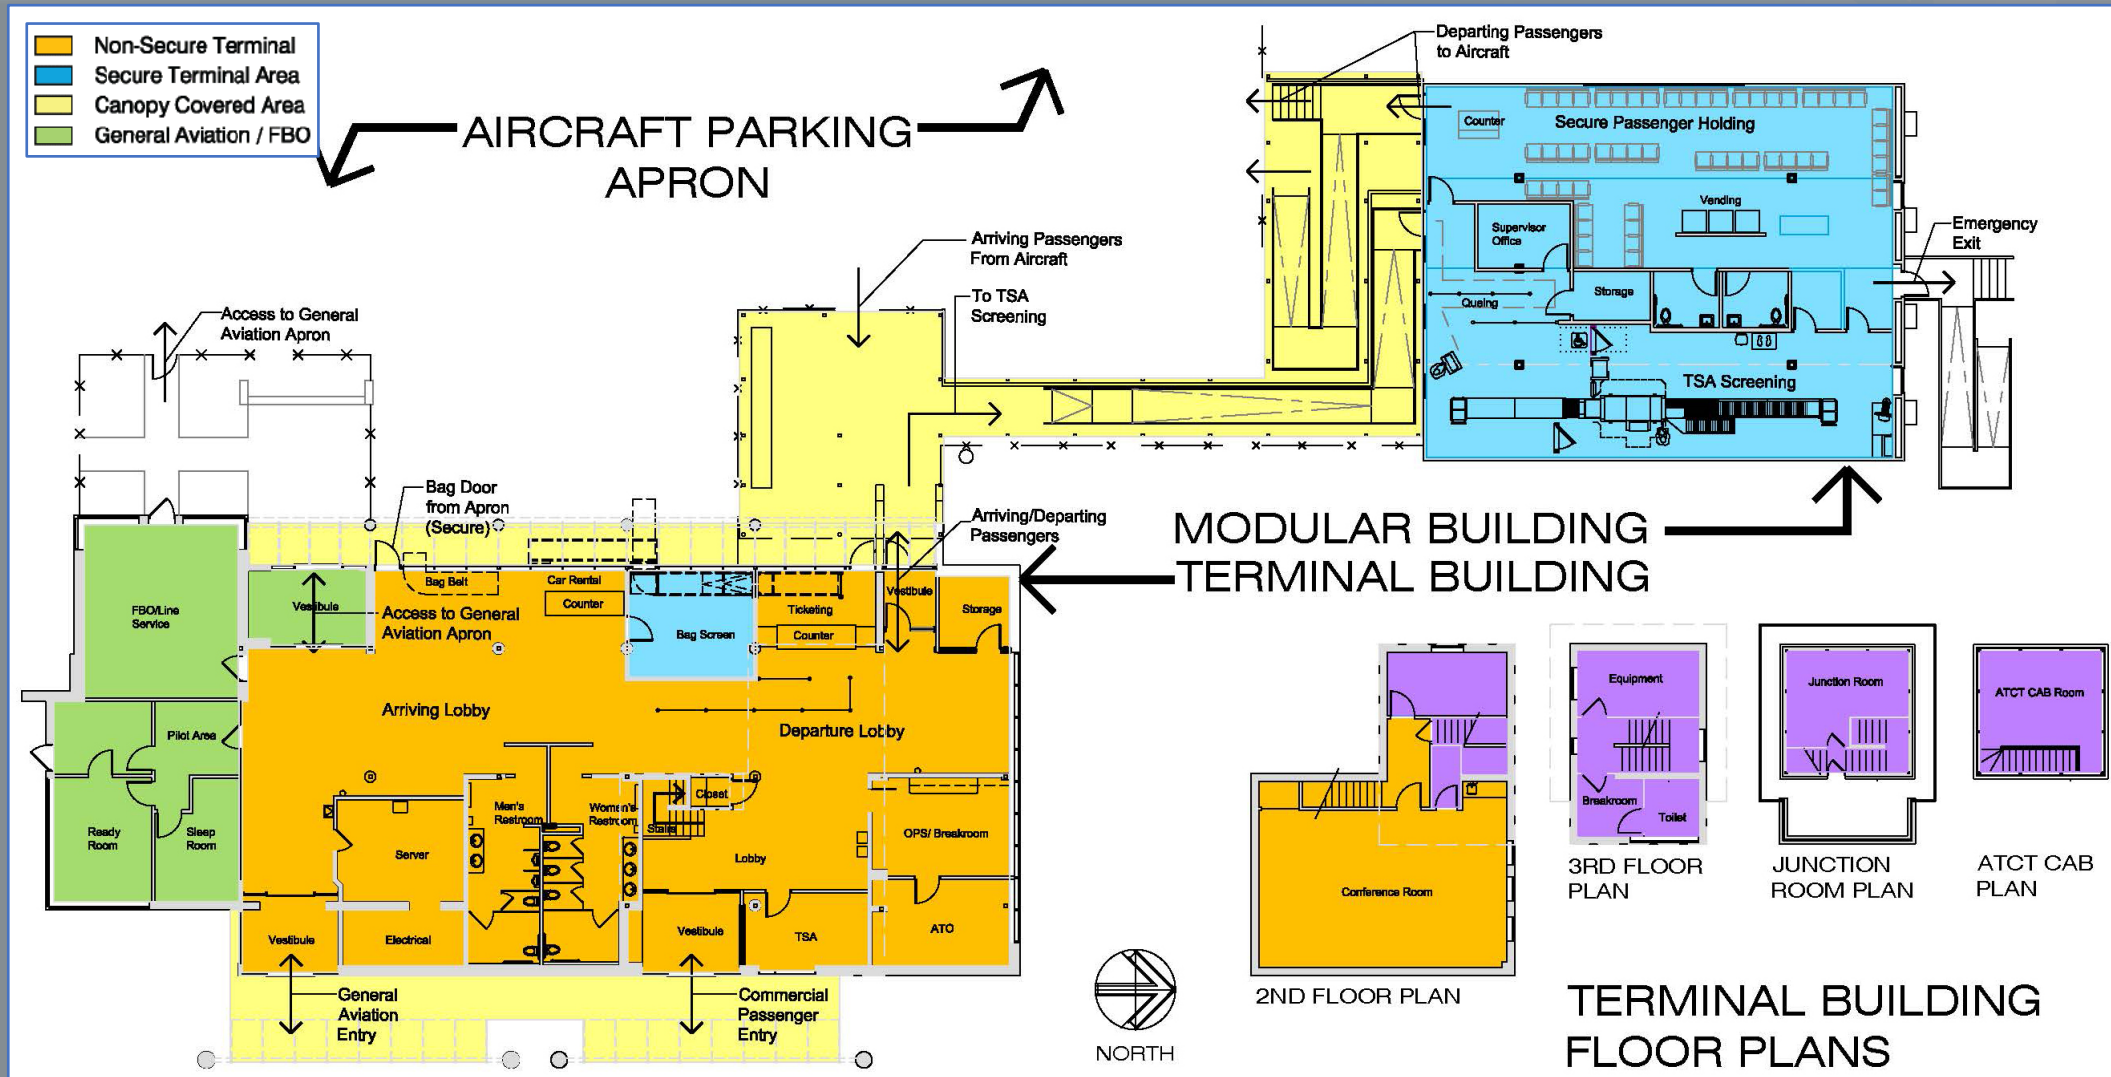 Non-Secure Terminal
Secure Terminal Area
Canopy Covered Area
General Aviation / FBO
AIRCRAFT PARKING
APRON
Departing Passengers
to Aircraft
Counter
Secure Passenger Holding
Vending
Supervisor
Office
Emergency
Exit
Storage
Queing
TSA Screening
Arriving Passengers
From Aircraft
To TSA
Screening
Access to General
Aviation Apron
Bag Door
from Apron
(Secure)
Arriving/Departing
Passengers
MODULAR BUILDING
TERMINAL BUILDING
FBO/Line
Service
Vestibule
Access to General
Aviation Apron
Bag Belt
Car Rental
Counter
Bag Screen
Ticketing
Counter
Vestibule
Storage
Arriving Lobby
Departure Lobby
Pilot Area
Ready
Room
Sleep
Room
Server
Electrical
Vestibule
Men's
Restroom
Women's
Restroom
Stairs
Closet
Lobby
Vestibule
TSA
OPS/ Breakroom
ATO
General
Aviation
Entry
Commercial
Passenger
Entry
NORTH
Conference Room
2ND FLOOR PLAN
Equipment
Breakroom
Toilet
3RD FLOOR
PLAN
Junction Room
JUNCTION
ROOM PLAN
ATCT CAB Room
ATCT CAB
PLAN
TERMINAL BUILDING
FLOOR PLANS